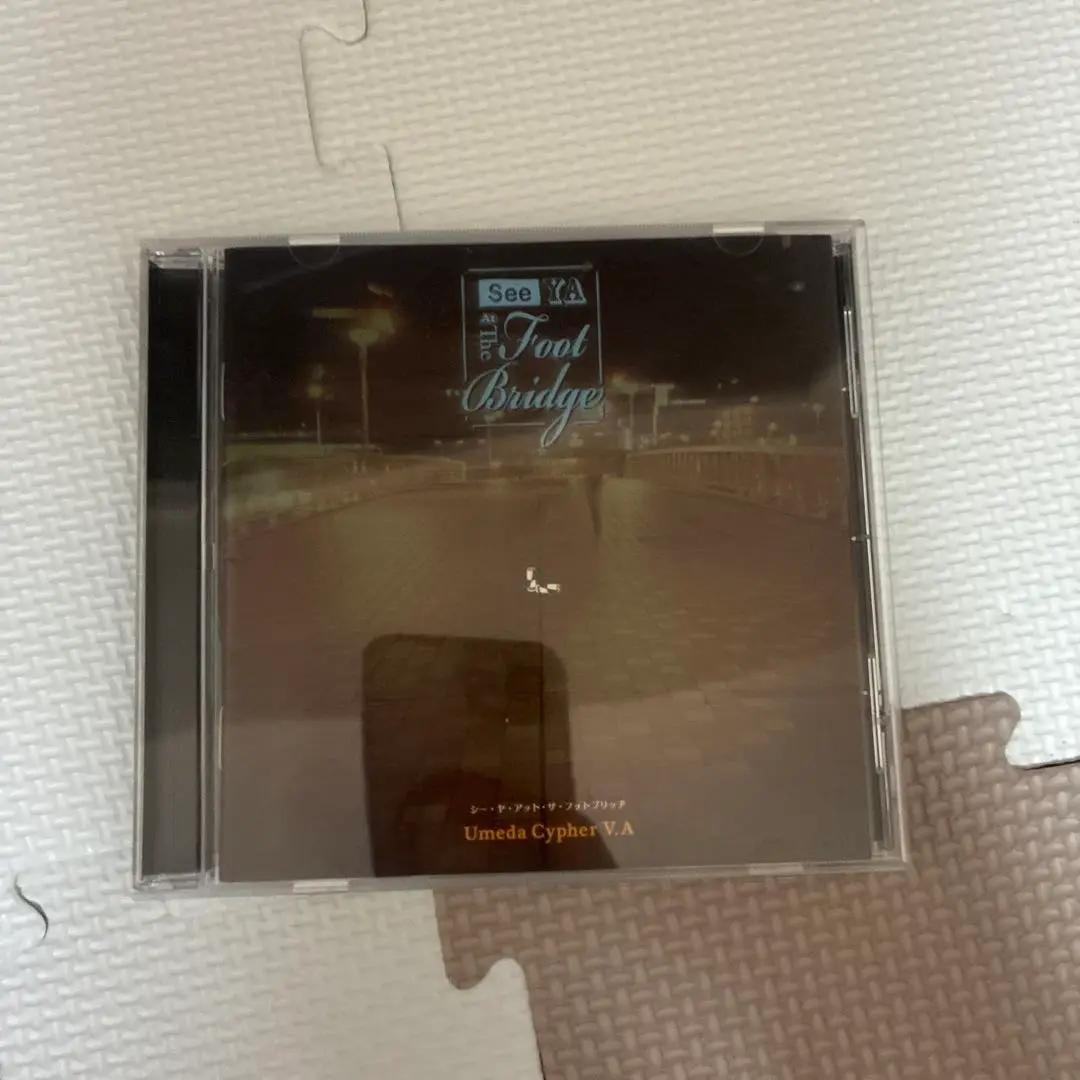 See YA
At The
Foot
Bridge
シー・ヤ・アット・ザ・フットブリッヂ
Umeda Cypher V.A